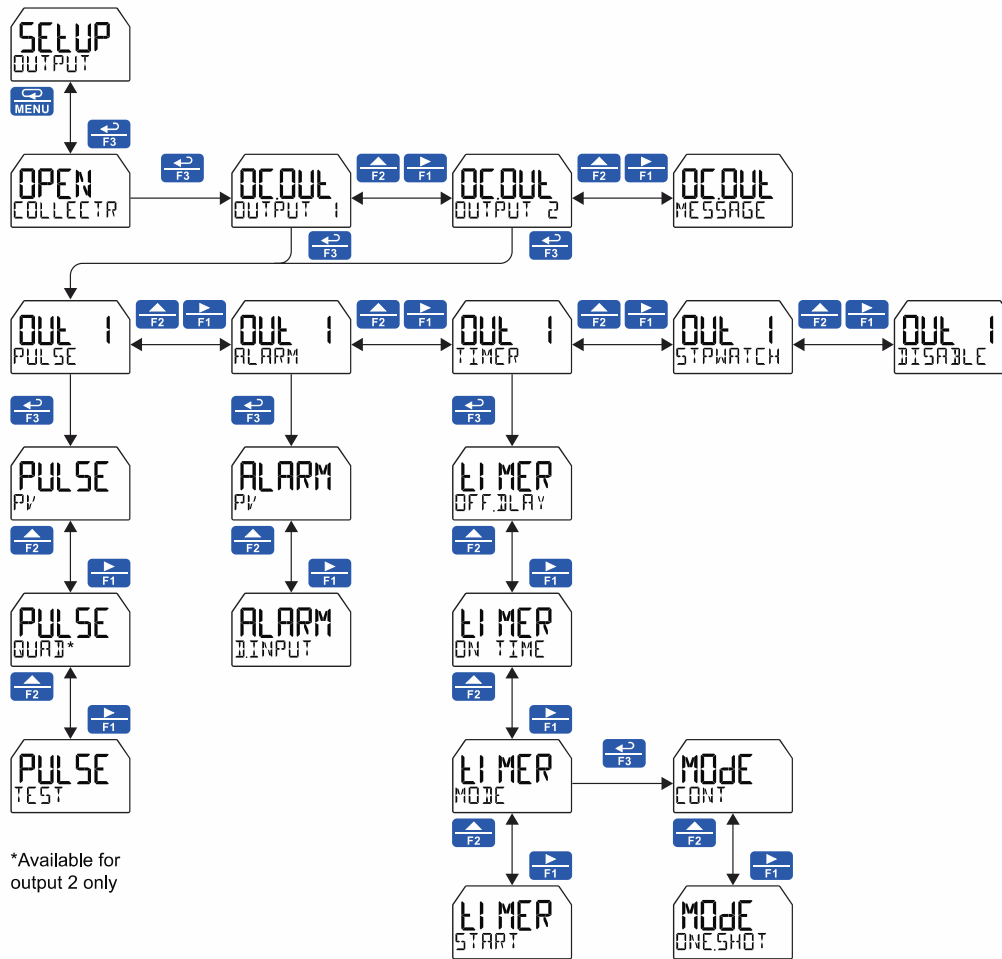 SEtUP
OUTPUT
MENU
F3
OPEN
COLLECTR
F3
OC.OUt
OUTPUT 1
F2 F1
OC.OUt
OUTPUT 2
F2 F1
OC.OUt
MESSAGE
F3
F3
OUt 1
PULSE
F2 F1
OUt 1
ALARM
F2 F1
OUt 1
TIMER
F2 F1
OUt 1
STPWATCH
F2 F1
OUt 1
DISABLE
F3
F3
F3
PULSE
PV
ALARM
PV
tIMER
OFF.DLAY
F2
F1
F2
F1
F2
F1
PULSE
QUAD*
ALARM
D.INPUT
tIMER
ON TIME
F2
F1
F2
F1
PULSE
TEST
tIMER
MODE
F3
MOdE
CONT
*Available for
output 2 only
F2
F1
F2
F1
tIMER
START
MOdE
ONE.SHOT